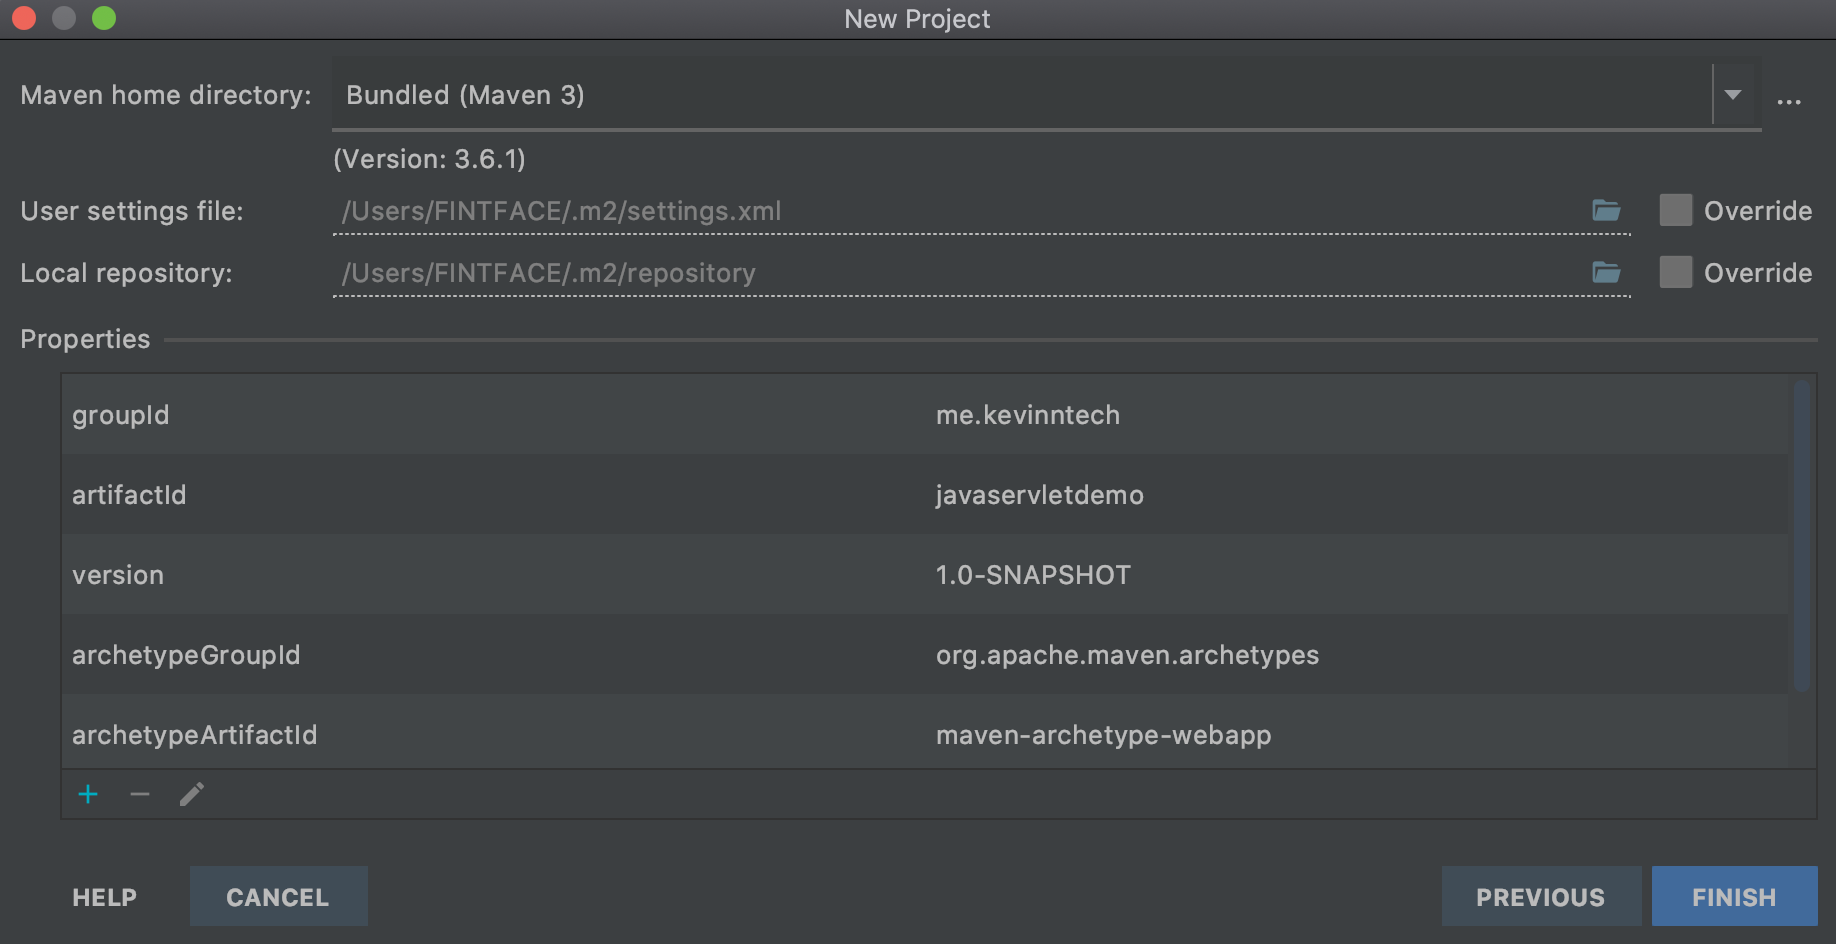 New Project
Maven home directory: Bundled (Maven 3) ...
(Version: 3.6.1)
User settings file: /Users/FINTFACE/.m2/settings.xml Override
Local repository: /Users/FINTFACE/.m2/repository Override
Properties
groupId me.kevinntech
artifactId javaservletdemo
version 1.0-SNAPSHOT
archetypeGroupId org.apache.maven.archetypes
archetypeArtifactId maven-archetype-webapp
HELP CANCEL PREVIOUS FINISH